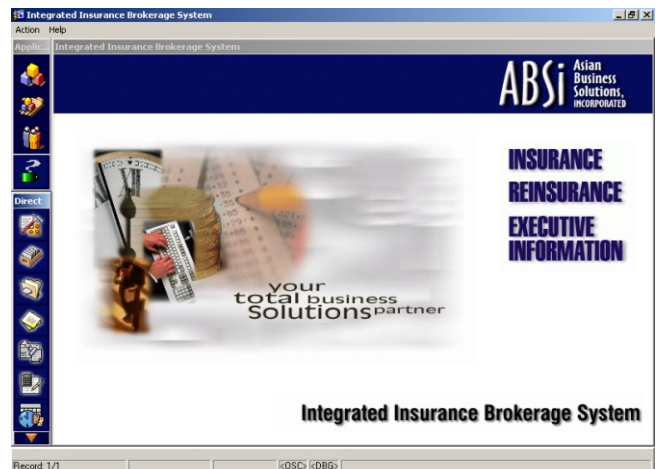 Integrated Insurance Brokerage System
Action Help
Applic...
Integrated Insurance Brokerage System
ABSi
Asian
Business
Solutions,
INCORPORATED
INSURANCE
REINSURANCE
EXECUTIVE
INFORMATION
Direct
your
total business
solutions partner
Integrated Insurance Brokerage System
Record: 1/1 <OSC> <DBG>